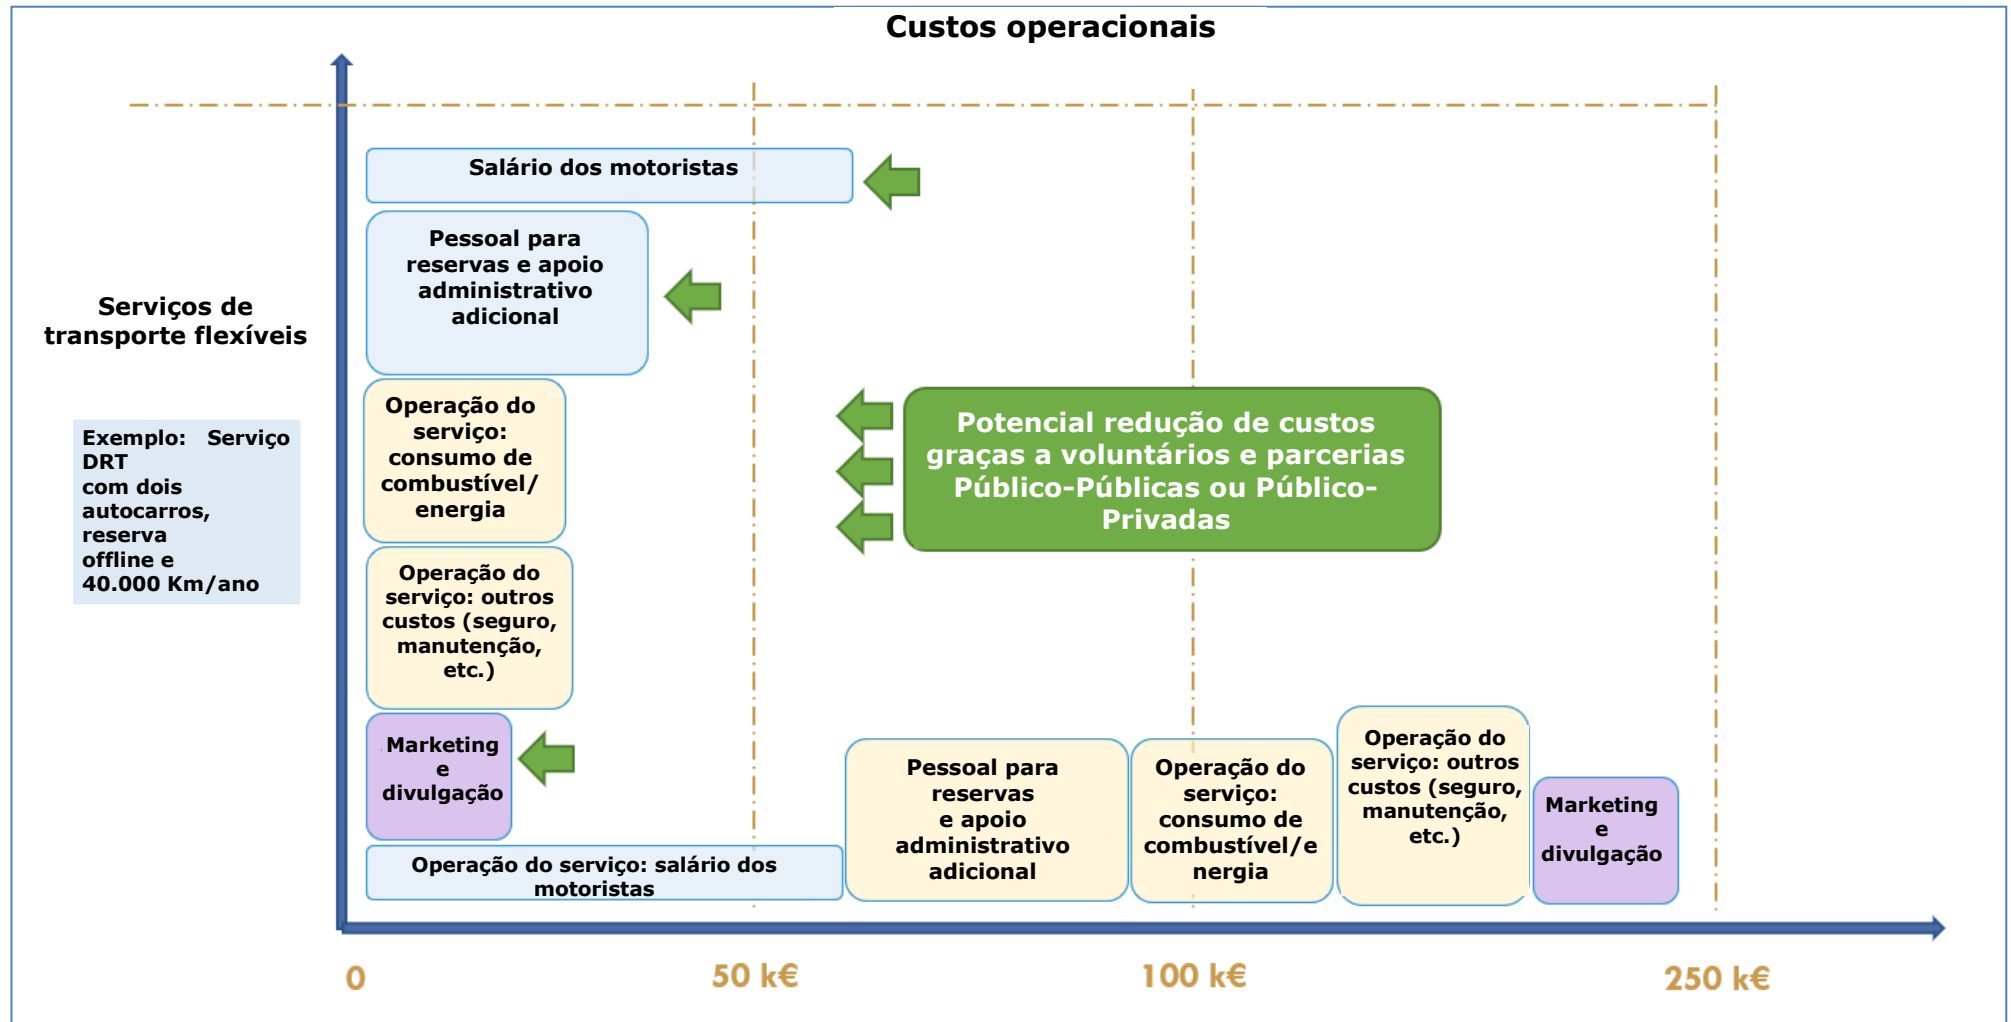 Custos operacionais
Salário dos motoristas
Pessoal para
reservas e apoio
administrativo
adicional
Serviços de
transporte flexíveis
Exemplo: Serviço
DRT
com dois
autocarros,
reserva
offline e
40.000 Km/ano
Operação do
serviço:
consumo de
combustível/
energia
Potencial redução de custos
graças a voluntários e parcerias
Público-Públicas ou Público-
Privadas
Operação do
serviço: outros
custos (seguro,
manutenção,
etc.)
Marketing
e
divulgação
Operação do serviço: salário dos
motoristas
Pessoal para
reservas
e apoio
administrativo
adicional
Operação do
serviço:
consumo de
combustível/e
nergia
Operação do
serviço: outros
custos (seguro,
manutenção,
etc.)
Marketing
e
divulgação
0
50 k€
100 k€
250 k€